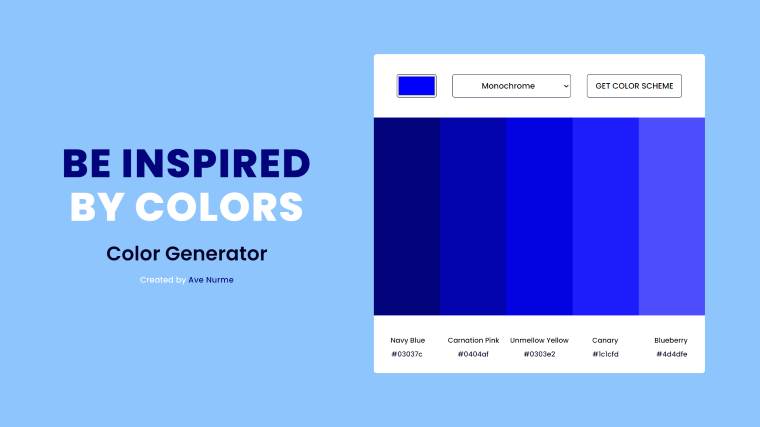 BE INSPIRED
BY COLORS
Color Generator
Created by Ave Nurme
Monochrome
GET COLOR SCHEME
Navy Blue
#03037c
Carnation Pink
#0404af
Unmellow Yellow
#0303e2
Canary
#1c1cfd
Blueberry
#4d4dfe